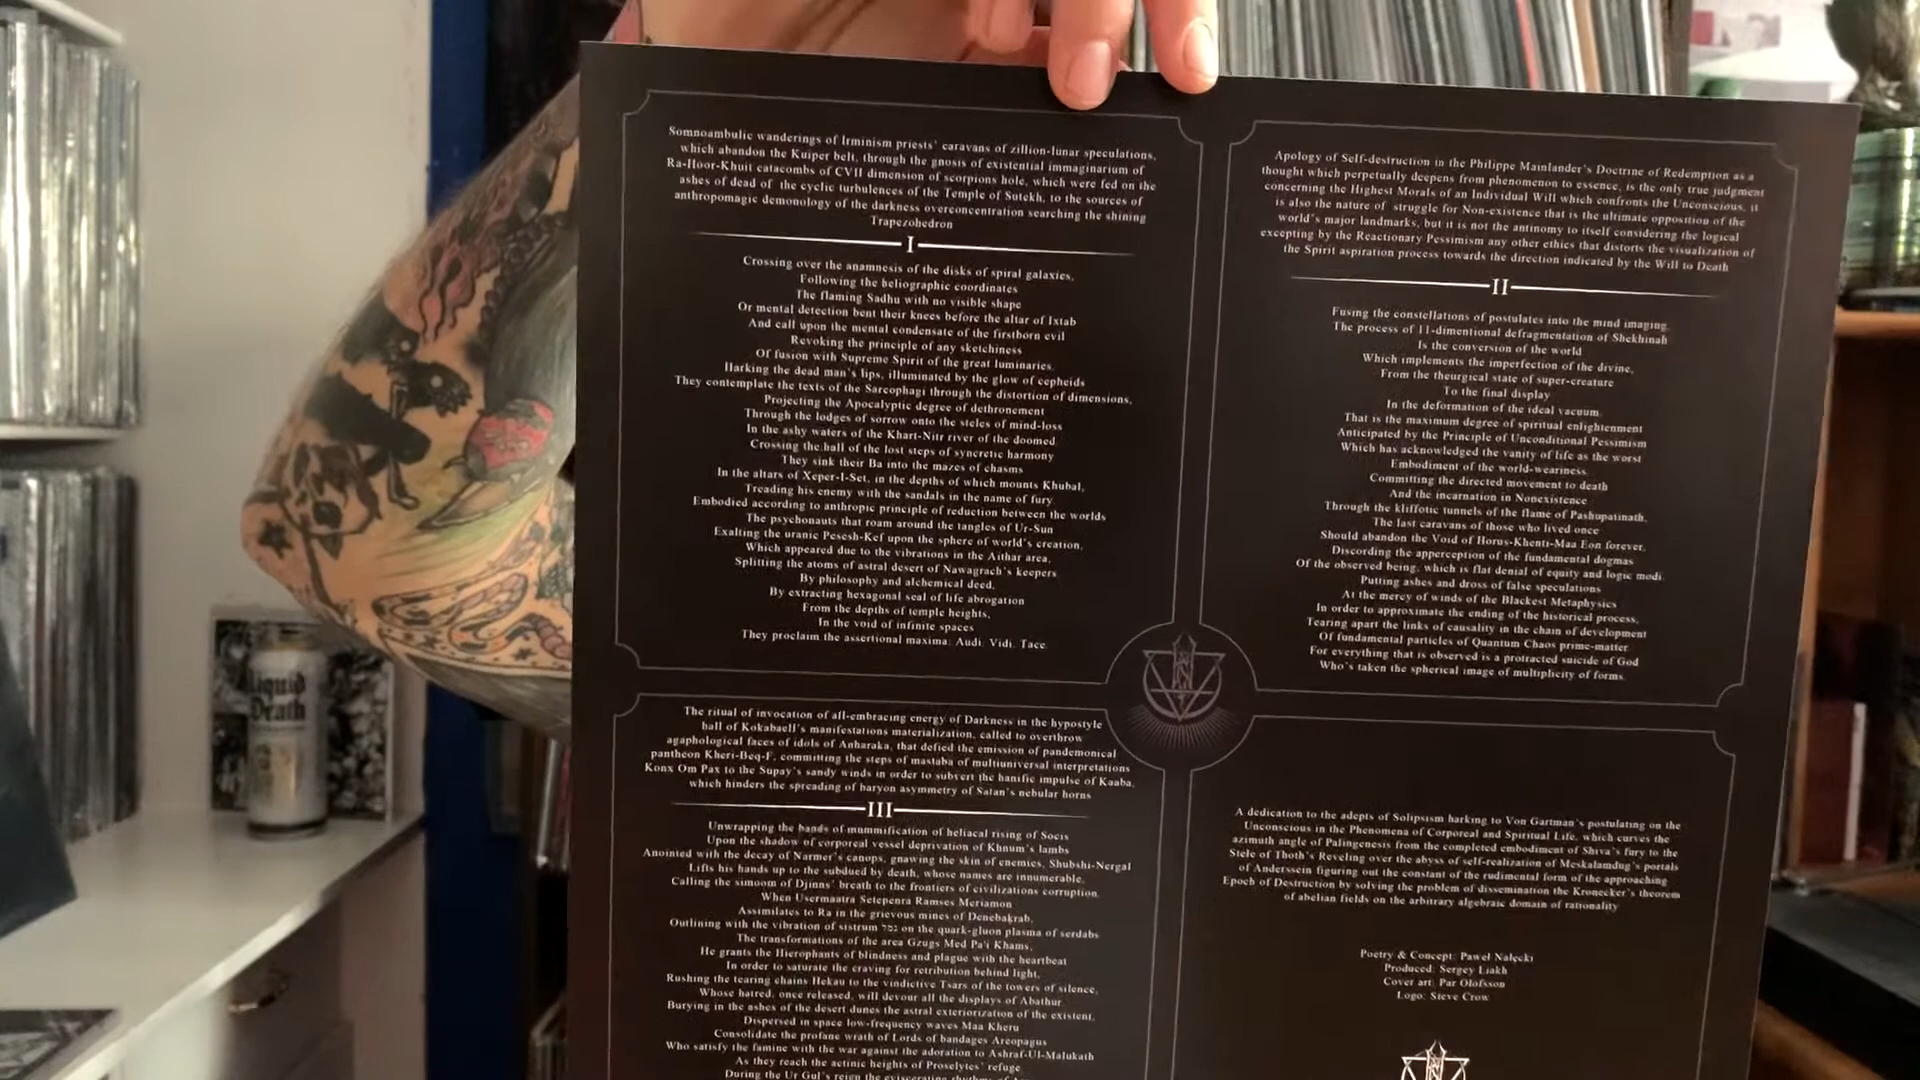 Somnoambulic wanderings of Irminism priests' caravans of zillion-lunar speculations,
which abandon the Kuiper belt, through the gnosis of existential immaginarium of
Ra-Hoor-Khuit catacombs of CVII dimension of scorpions hole, which were fed on the
ashes of dead of the cyclic turbulences of the Temple of Sutekh, to the sources of
anthropomagic demonology of the darkness overconcentration searching the shining
Trapezohedron
I
Crossing over the anamnesis of the disks of spiral galaxies,
Following the heliographic coordinates
The flaming Sadhu with no visible shape
Or mental detection bent their knees before the altar of Ixtab
And call upon the mental condensate of the firstborn evil
Revoking the principle of any sketchiness
Of fusion with Supreme Spirit of the great luminaries.
Harking the dead man's lips, illuminated by the glow of cepheids
They contemplate the texts of the Sarcophagi through the distortion of dimensions,
Projecting the Apocalyptic degree of dethronement
Through the lodges of sorrow onto the steles of mind-loss
In the ashy waters of the Khart-Nitr river of the doomed
Crossing the hall of the lost steps of syncretic harmony
They sink their Ba into the mazes of chasms
In the altars of Xeper-I-Set, in the depths of which mounts Khubal,
Treading his enemy with the sandals in the name of fury
Embodied according to anthropic principle of reduction between the worlds
The psychonauts that roam around the tangles of Ur-Sun
Exalting the uranic Pesesh-Kef upon the sphere of world's creation,
Which appeared due to the vibrations in the Aithar area,
Splitting the atoms of astral desert of Nawagrach's keepers
By philosophy and alchemical deed,
By extracting hexagonal seal of life abrogation
From the depths of temple heights,
In the void of infinite spaces
They proclaim the assertional maxima: Audi. Vidi. Tace.
Apology of Self-destruction in the Philippe Mainlander's Doctrine of Redemption as a
thought which perpetually deepens from phenomenon to essence, is the only true judgment
concerning the Highest Morals of an Individual Will which confronts the Unconscious, it
is also the nature of struggle for Non-existence that is the ultimate opposition of the
world's major landmarks, but it is not the antinomy to itself considering the logical
excepting by the Reactionary Pessimism any other ethics that distorts the visualization of
the Spirit aspiration process towards the direction indicated by the Will to Death
II
Fusing the constellations of postulates into the mind imaging
The process of 11-dimentional defragmentation of Shekhinah
Is the conversion of the world
Which implements the imperfection of the divine,
From the theurgical state of super-creature
To the final display
In the deformation of the ideal vacuum
That is the maximum degree of spiritual enlightenment
Anticipated by the Principle of Unconditional Pessimism
Which has acknowledged the vanity of life as the worst
Embodiment of the world-weariness
Committing the directed movement to death
And the incarnation in Nonexistence
Through the kliffotic tunnels of the flame of Pashupatinath,
The last caravans of those who lived once
Should abandon the Void of Horus-Khenti-Maa Eon forever,
Discording the apperception of the fundamental dogmas
Of the observed being, which is flat denial of equity and logic modi.
Putting ashes and dross of false speculations
At the mercy of winds of the Blackest Metaphysics
In order to approximate the ending of the historical process,
Tearing apart the links of causality in the chain of development
Of fundamental particles of Quantum Chaos prime-matter
For everything that is observed is a protracted suicide of God
Who's taken the spherical image of multiplicity of forms.
The ritual of invocation of all-embracing energy of Darkness in the hypostyle
hall of Kokabaell's manifestations materialization, called to overthrow
agaphological faces of idols of Anharaka, that defied the emission of pandemonical
pantheon Kheri-Beq-F, committing the steps of mastaba of multiuniversal interpretations
Konx Om Pax to the Supay's sandy winds in order to subvert the hanific impulse of Kaaba,
which hinders the spreading of baryon asymmetry of Satan's nebular horns
III
Unwrapping the bands of mummification of heliacal rising of Socis
Upon the shadow of corporeal vessel deprivation of Khnum's lambs
Anointed with the decay of Narmer's canops, gnawing the skin of enemies, Shubshi-Nergal
Lifts his hands up to the subdued by death, whose names are innumerable,
Calling the simoom of Djinns' breath to the frontiers of civilizations corruption.
When Usermaatra Setepenra Ramses Meriamon
Assimilates to Ra in the grievous mines of Denebakrab,
Outlining with the vibration of sistrum on the quark-gluon plasma of serdabs
The transformations of the area Gzugs Med Pa'i Khams,
He grants the Hierophants of blindness and plague with the heartbeat
In order to saturate the craving for retribution behind light,
Rushing the tearing chains Hekau to the vindictive Tsars of the towers of silence,
Whose hatred, once released, will devour all the displays of Abathur
Burying in the ashes of the desert dunes the astral exteriorization of the existent,
Dispersed in space low-frequency waves Maa Kheru
Consolidate the profane wrath of Lords of bandages Areopagus
Who satisfy the famine with the war against the adoration to Ashraf-Ul-Malukath
As they reach the actinic heights of Proselytes' refuge
During the Ur Gul's reign the eviscerating
A dedication to the adepts of Solipsism harking to Von Gartman's postulating on the
Unconscious in the Phenomena of Corporeal and Spiritual Life, which curves the
azimuth angle of Palingenesis from the completed embodiment of Shiva's fury to the
Stele of Thoth's Reveling over the abyss of self-realization of Meskalamdug's portals
of Anderssein figuring out the constant of the rudimental form of the approaching
Epoch of Destruction by solving the problem of dissemination the Kronecker's theorem
of abelian fields on the arbitrary algebraic domain of rationality
Poetry & Concept: Paweł Nałęcki
Produced: Sergey Liakh
Cover art: Par Olofsson
Logo: Steve Crow
Liquid
Death